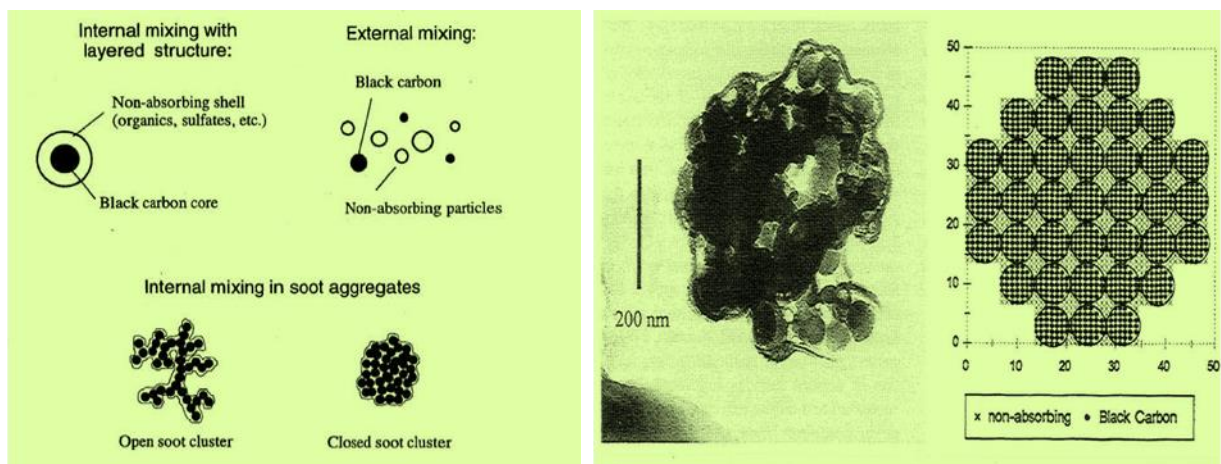 Internal mixing with
layered structure:
External mixing:
Non-absorbing shell
(organics, sulfates, etc.)
Black carbon
Black carbon core
Non-absorbing particles
Internal mixing in soot aggregates
Open soot cluster
Closed soot cluster
200 nm
50
40
30
20
10
0
0
10
20
30
40
50
× non-absorbing • Black Carbon